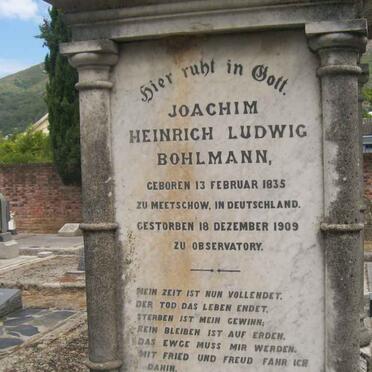 Hier ruht in Gott.
JOACHIM
HEINRICH LUDWIG
BOHLMANN,
GEBOREN 13 FEBRUAR 1835
ZU MEETSCHOW, IN DEUTSCHLAND.
GESTORBEN 18 DEZEMBER 1909
ZU OBSERVATORY.
MEIN ZEIT IST NUN VOLLENDET,
DER TOD DAS LEBEN ENDET,
STERBEN IST MEIN GEWINN;
KEIN BLEIBEN IST AUF ERDEN,
DAS EWGE MUSS MIR WERDEN,
MIT FRIED UND FREUD FAHR ICH
DAHIN.